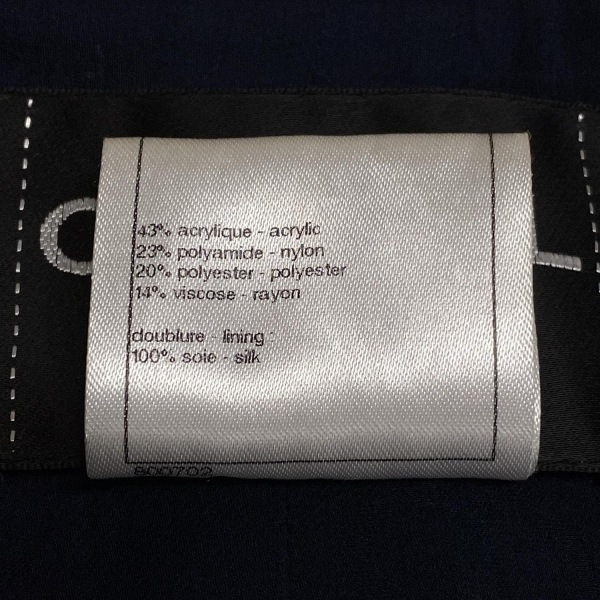 43% acrylique - acrylic
23% polyamide - nylon
20% polyester - polyester
14% viscose - rayon
doublure - lining :
100% soie - silk